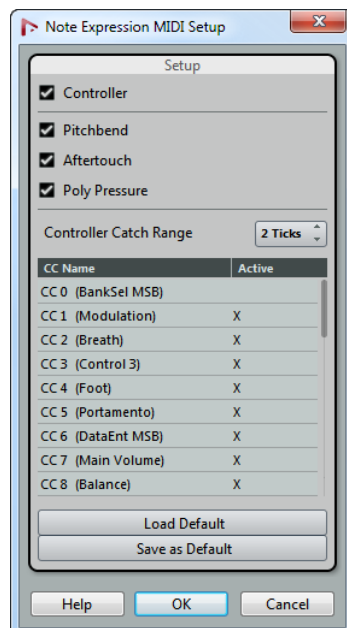 Note Expression MIDI Setup
Setup
Controller
Pitchbend
Aftertouch
Poly Pressure
Controller Catch Range 2 Ticks
CC Name Active
CC 0 (BankSel MSB)
CC 1 (Modulation) X
CC 2 (Breath) X
CC 3 (Control 3) X
CC 4 (Foot) X
CC 5 (Portamento) X
CC 6 (DataEnt MSB) X
CC 7 (Main Volume) X
CC 8 (Balance) X
Load Default
Save as Default
Help OK Cancel